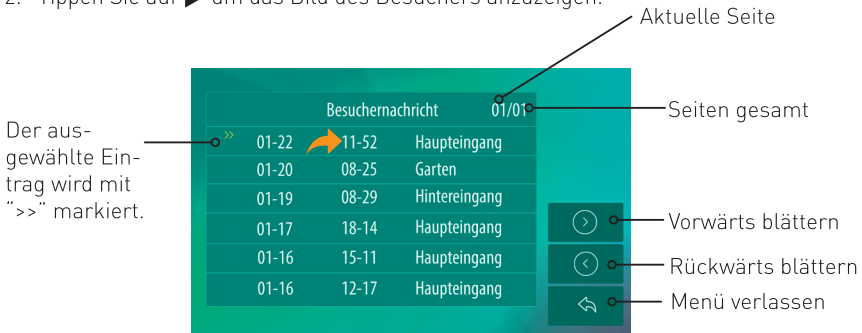 2. Tippen Sie auf ▶ um das Bild des Besuchers anzuzeigen.
Aktuelle Seite
Besuchernachricht 01/01
Seiten gesamt
Der aus-
gewählte Ein-
trag wird mit
“>>” markiert.
>> 01-22 11-52 Haupteingang
01-20 08-25 Garten
01-19 08-29 Hintereingang
01-17 18-14 Haupteingang
01-16 15-11 Haupteingang
01-16 12-17 Haupteingang
Vorwärts blättern
Rückwärts blättern
Menü verlassen